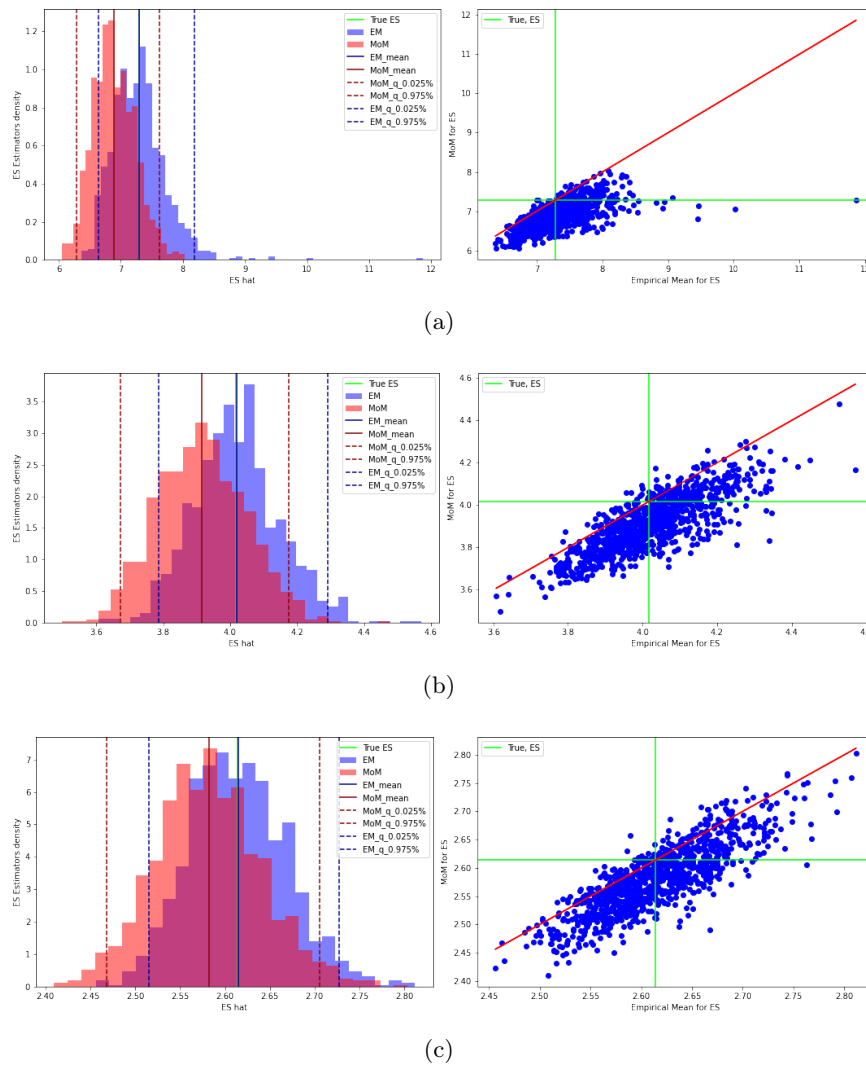 ES Estimators density
1.2
1.0
0.8
0.6
0.4
0.2
0.0
6 7 8 9 10 11 12
ES hat
True ES
EM
MoM
EM_mean
MoM_mean
MoM_q_0.025%
MoM_q_0.975%
EM_q_0.025%
EM_q_0.975%
MoM for ES
12
11
10
9
8
7
6
7 8 9 10 11 12
Empirical Mean for ES
True, ES
(a)
ES Estimators density
3.5
3.0
2.5
2.0
1.5
1.0
0.5
0.0
3.6 3.8 4.0 4.2 4.4 4.6
ES hat
True ES
EM
MoM
EM_mean
MoM_mean
MoM_q_0.025%
MoM_q_0.975%
EM_q_0.025%
EM_q_0.975%
MoM for ES
4.6
4.4
4.2
4.0
3.8
3.6
3.6 3.8 4.0 4.2 4.4
Empirical Mean for ES
True, ES
(b)
ES Estimators density
7
6
5
4
3
2
1
0
2.40 2.45 2.50 2.55 2.60 2.65 2.70 2.75 2.80
ES hat
True ES
EM
MoM
EM_mean
MoM_mean
MoM_q_0.025%
MoM_q_0.975%
EM_q_0.025%
EM_q_0.975%
MoM for ES
2.80
2.75
2.70
2.65
2.60
2.55
2.50
2.45
2.40
2.45 2.50 2.55 2.60 2.65 2.70 2.75 2.80
Empirical Mean for ES
True, ES
(c)